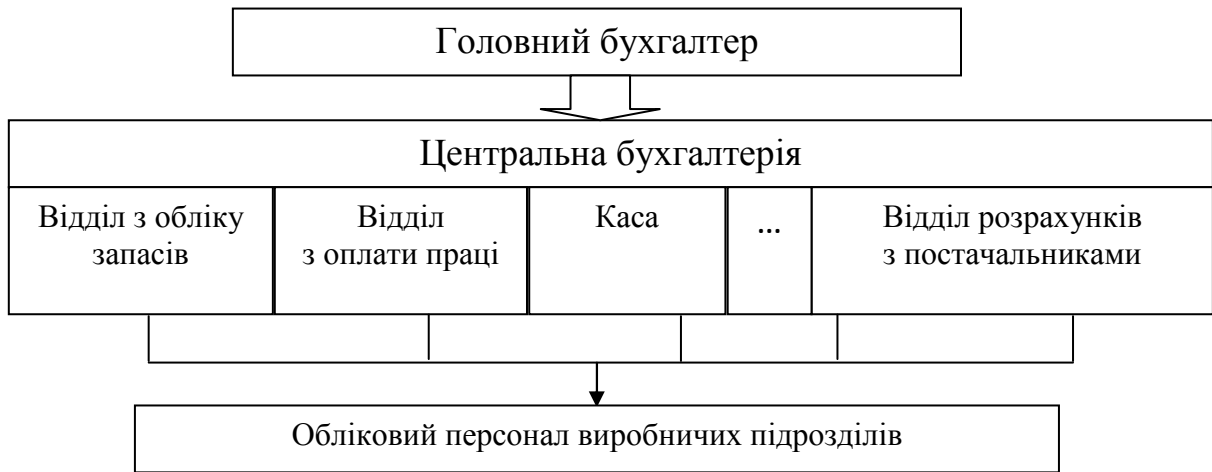 Головний бухгалтер
Центральна бухгалтерія
Відділ з обліку
запасів
Відділ
з оплати праці
Каса
...
Відділ розрахунків
з постачальниками
Обліковий персонал виробничих підрозділів